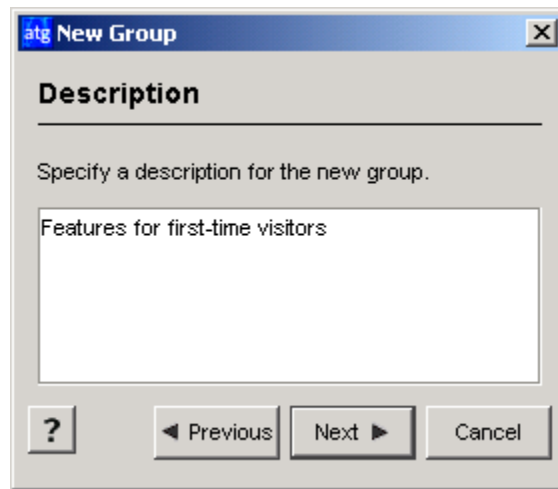 atg New Group
Description
Specify a description for the new group.
Features for first-time visitors
? ◄ Previous Next ► Cancel